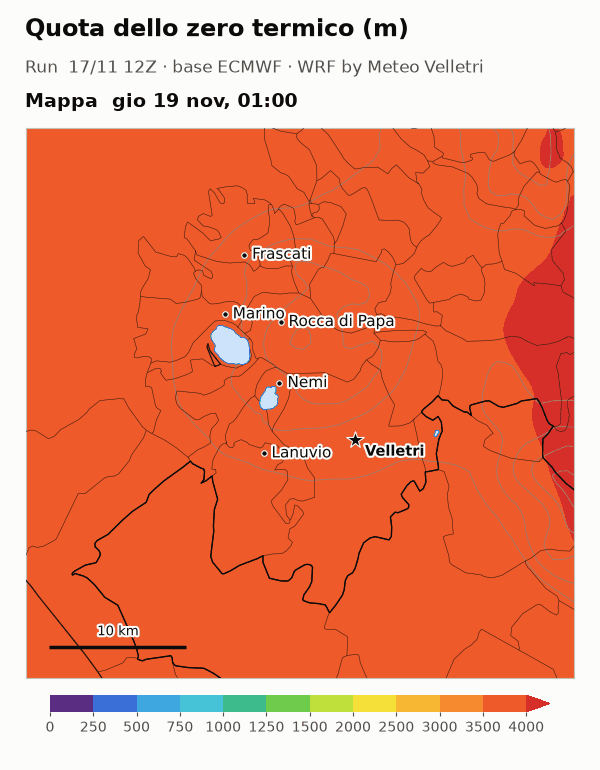 Quota dello zero termico (m)
Run  17/11 12Z · base ECMWF · WRF by Meteo Velletri
Mappa  gio 19 nov, 01:00
Frascati
Marino
Rocca di Papa
Nemi
Velletri
Lanuvio
10 km
0 250 500 750 1000 1250 1500 2000 2500 3000 3500 4000